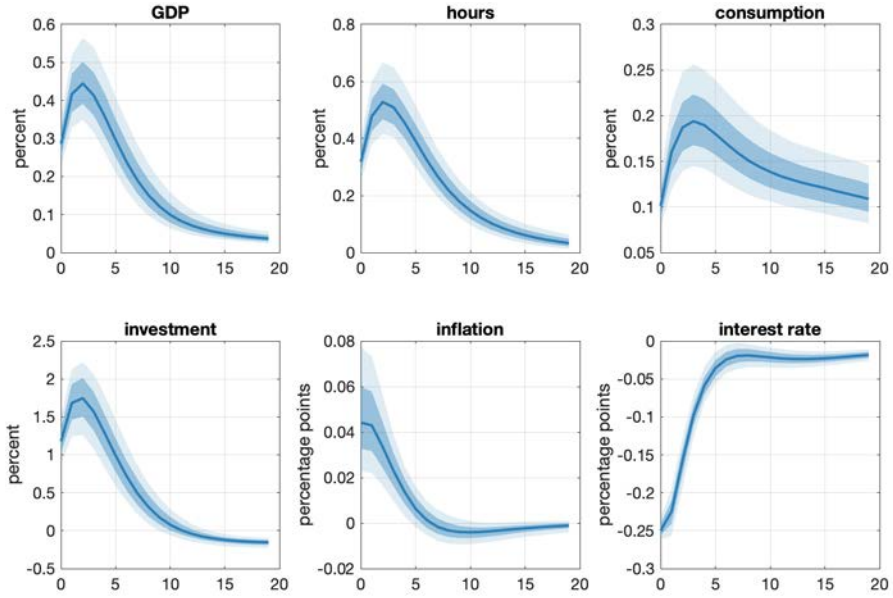 GDP
hours
consumption
0.6
0.5
0.4
0.3
0.2
0.1
0
percent
0 5 10 15 20
0.8
0.6
0.4
0.2
0
percent
0 5 10 15 20
0.3
0.25
0.2
0.15
0.1
0.05
percent
0 5 10 15 20
investment
inflation
interest rate
2.5
2
1.5
1
0.5
0
-0.5
percent
0 5 10 15 20
0.08
0.06
0.04
0.02
0
-0.02
percentage points
0 5 10 15 20
0
-0.05
-0.1
-0.15
-0.2
-0.25
-0.3
percentage points
0 5 10 15 20